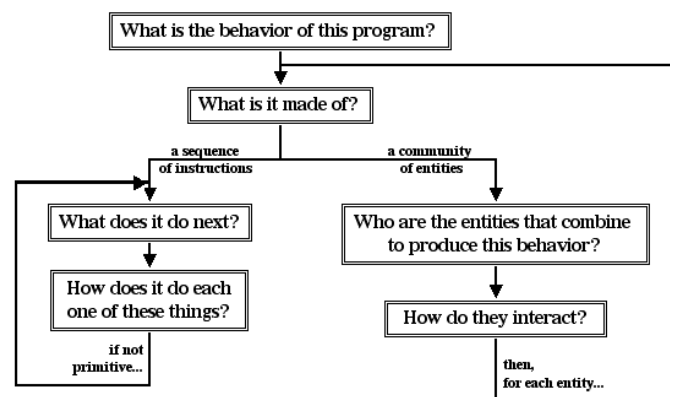 What is the behavior of this program?
What is it made of?
a sequence
of instructions
a community
of entities
What does it do next?
Who are the entities that combine
to produce this behavior?
How does it do each
one of these things?
How do they interact?
if not
primitive...
then,
for each entity...